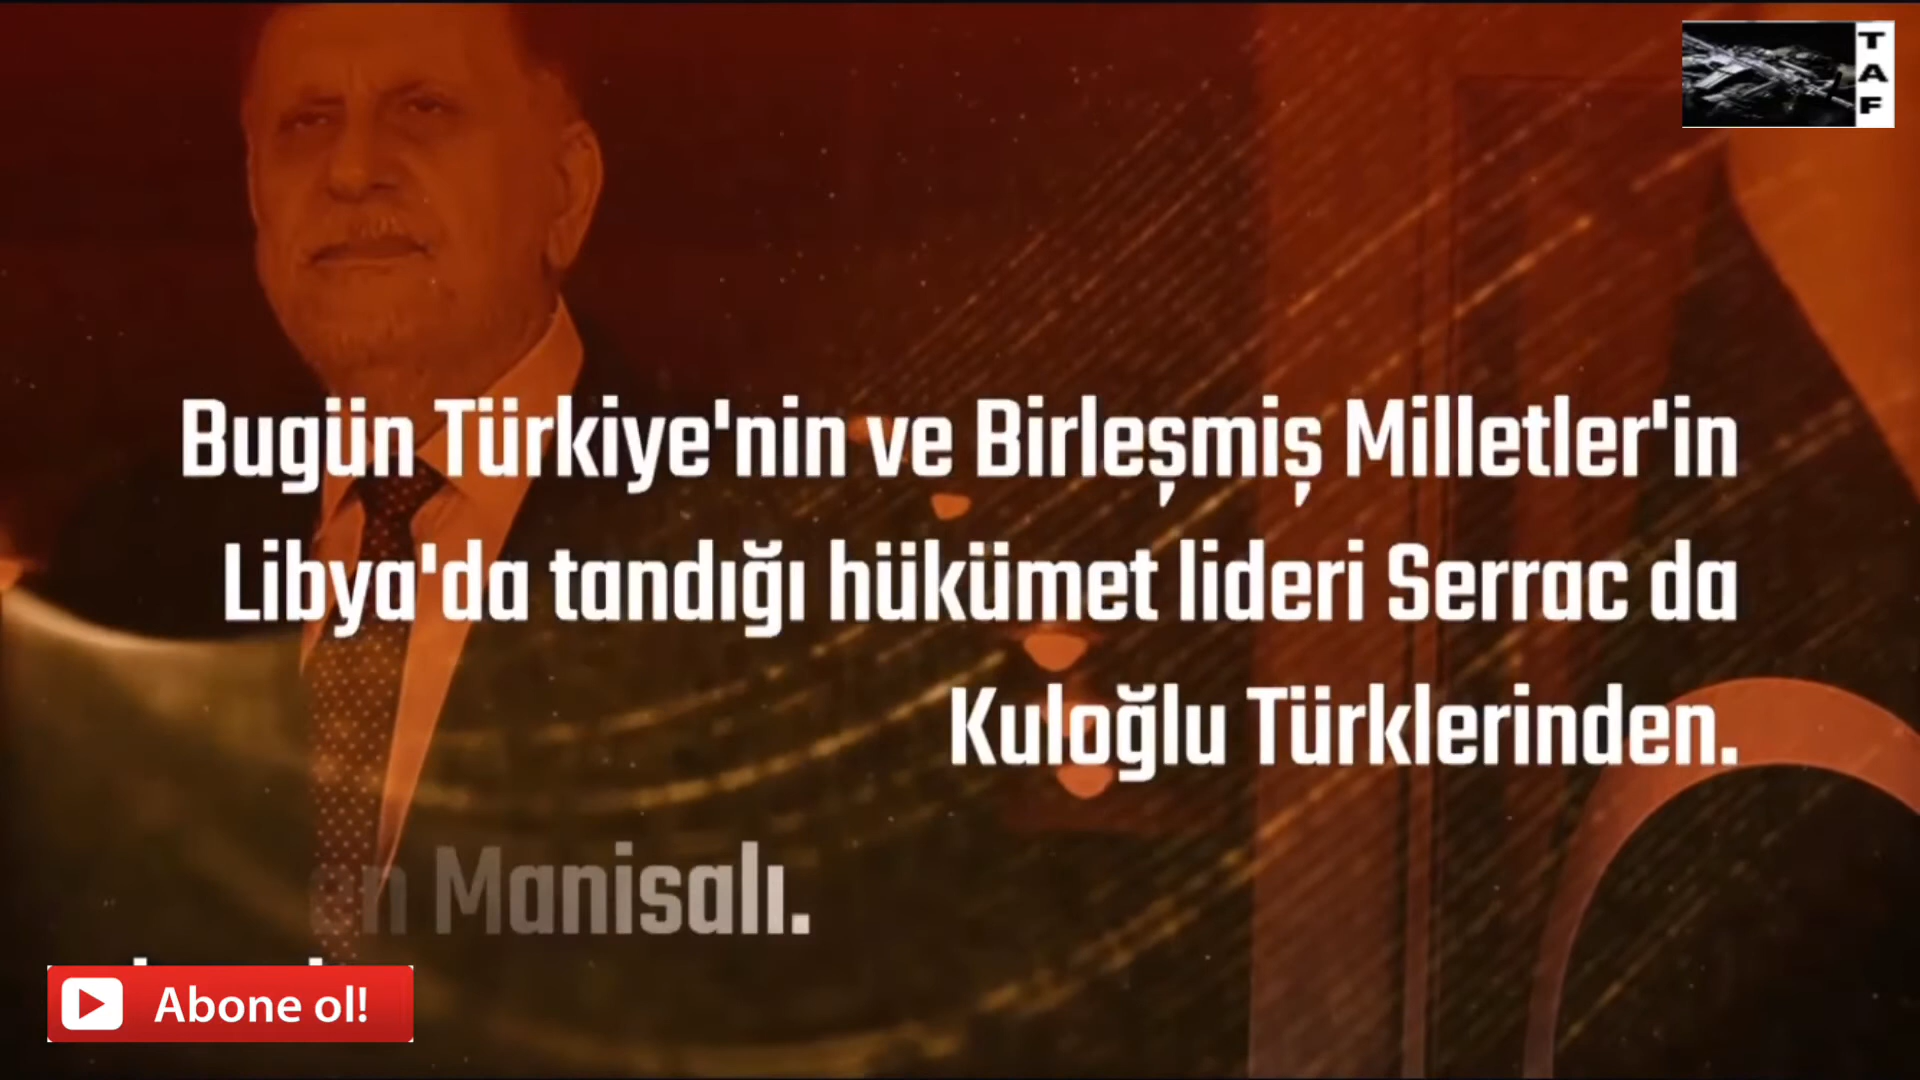 TAF
Bugün Türkiye'nin ve Birleşmiş Milletler'in
Libya'da tandığı hükümet lideri Serrac da
Kuloğlu Türklerinden.
Manisalı.
Abone ol!